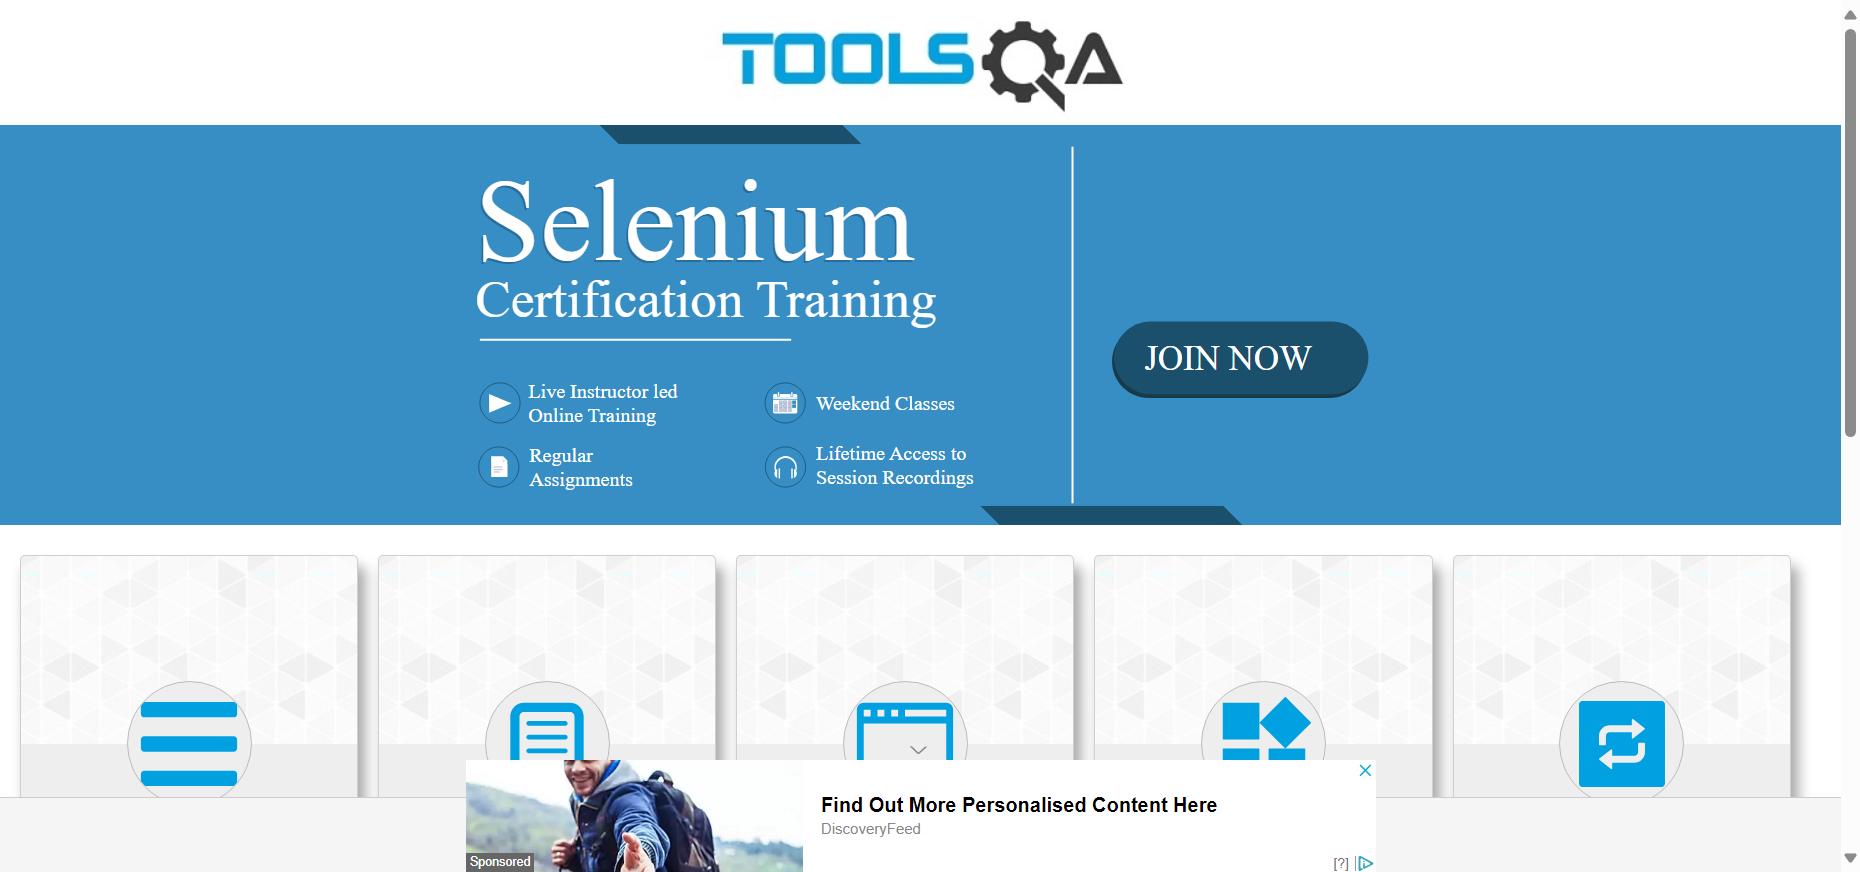 TOOLSQA
Selenium
Certification Training
JOIN NOW
Live Instructor led
Online Training
Weekend Classes
Regular
Assignments
Lifetime Access to
Session Recordings
Find Out More Personalised Content Here
DiscoveryFeed
Sponsored
[?]